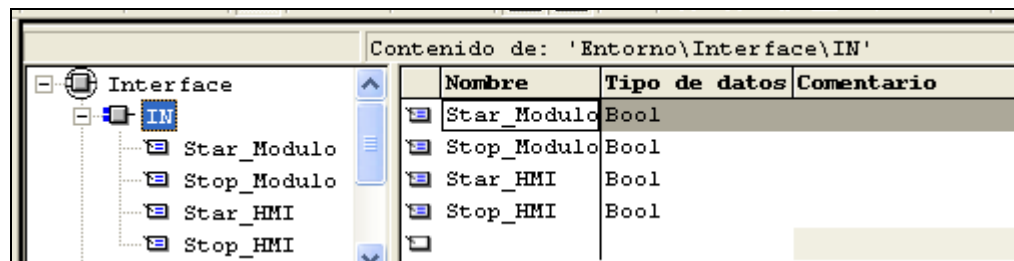 Contenido de: 'Entorno\Interface\IN'
Interface
IN
Star_Modulo
Stop_Modulo
Star_HMI
Stop_HMI
Nombre Tipo de datos Comentario
Star_Modulo Bool
Stop_Modulo Bool
Star_HMI Bool
Stop_HMI Bool